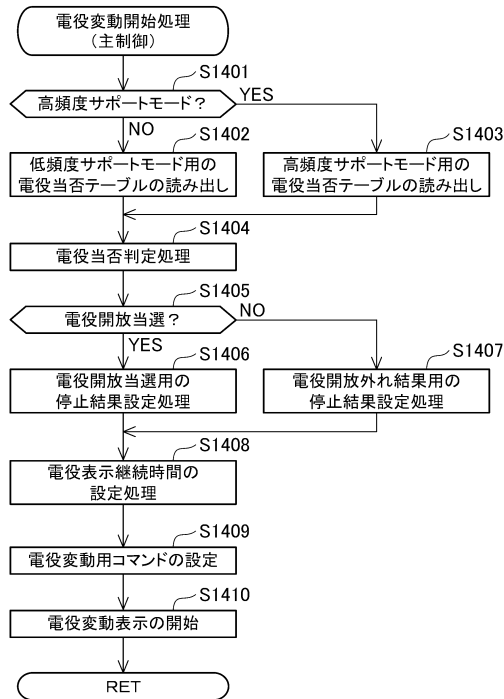 電役変動開始処理
（主制御）
S1401
高頻度サポートモード？
YES
NO
S1402
低頻度サポートモード用の
電役当否テーブルの読み出し
S1403
高頻度サポートモード用の
電役当否テーブルの読み出し
S1404
電役当否判定処理
S1405
電役開放当選？
NO
YES
S1406
電役開放当選用の
停止結果設定処理
S1407
電役開放外れ結果用の
停止結果設定処理
S1408
電役表示継続時間の
設定処理
S1409
電役変動用コマンドの設定
S1410
電役変動表示の開始
RET